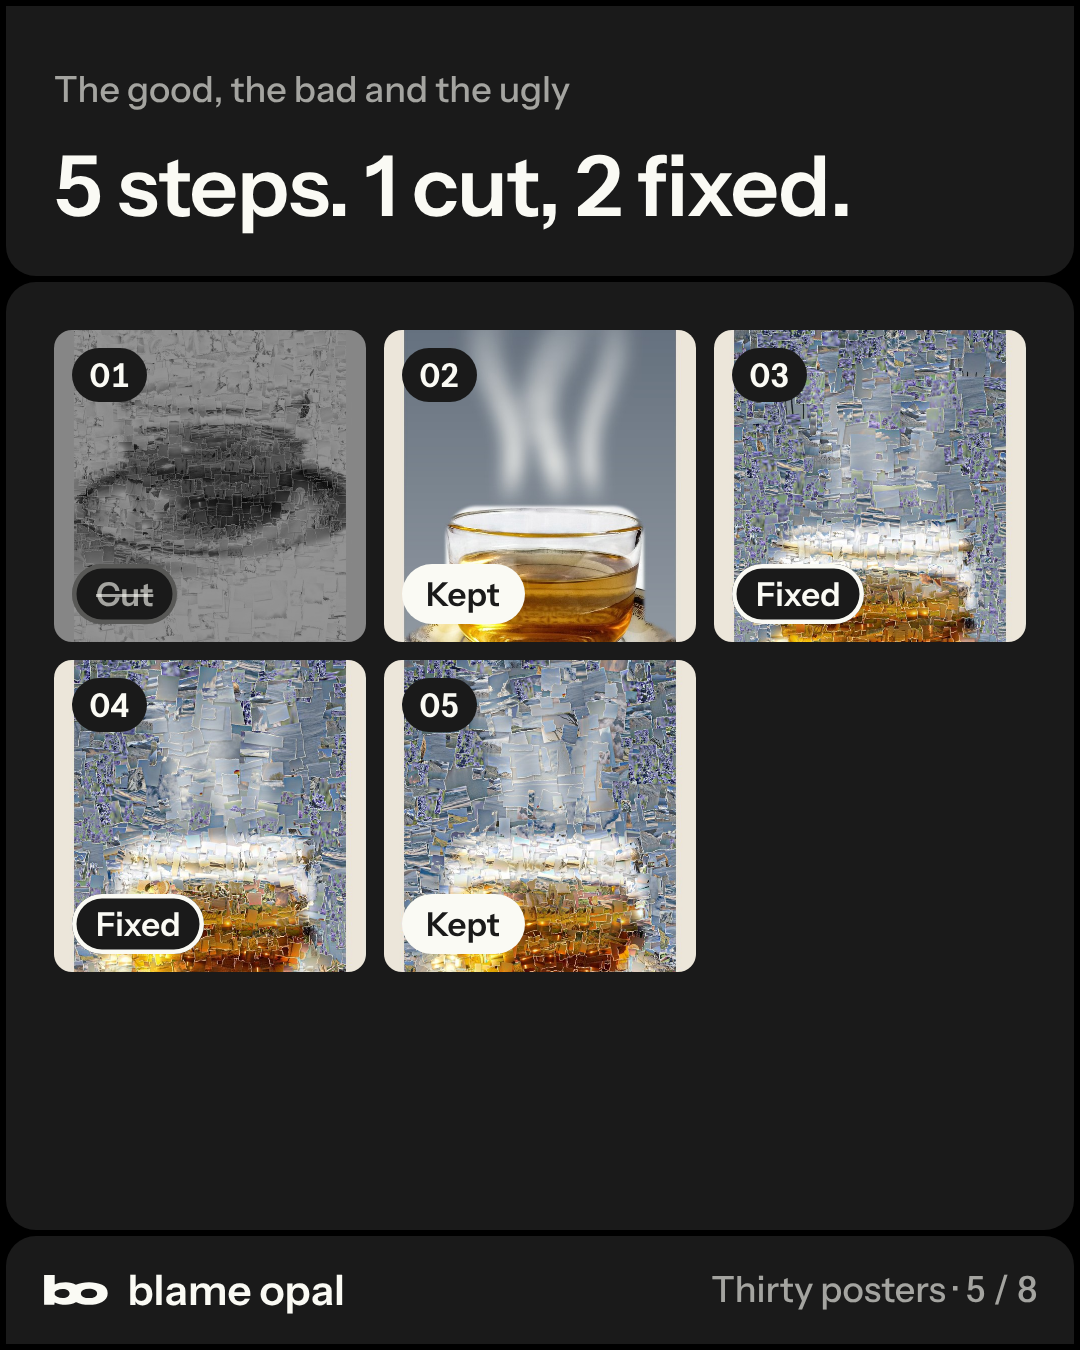 The good, the bad and the ugly
5 steps. 1 cut, 2 fixed.
01
Cut
02
Kept
03
Fixed
04
Fixed
05
Kept
bo blame opal
Thirty posters · 5 / 8